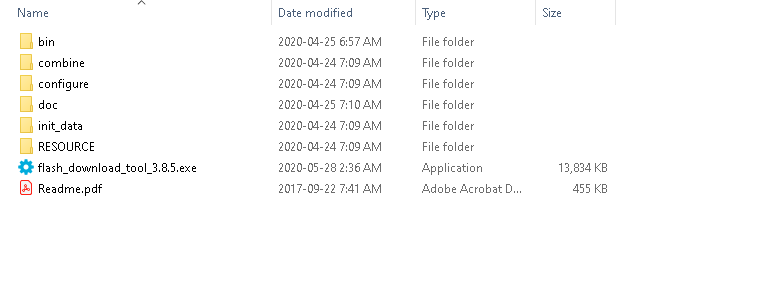 Name Date modified Type Size
bin 2020-04-25 6:57 AM File folder
combine 2020-04-24 7:09 AM File folder
configure 2020-04-24 7:09 AM File folder
doc 2020-04-25 7:10 AM File folder
init_data 2020-04-24 7:09 AM File folder
RESOURCE 2020-04-24 7:09 AM File folder
flash_download_tool_3.8.5.exe 2020-05-28 2:36 AM Application 13,834 KB
Readme.pdf 2017-09-22 7:41 AM Adobe Acrobat D... 455 KB